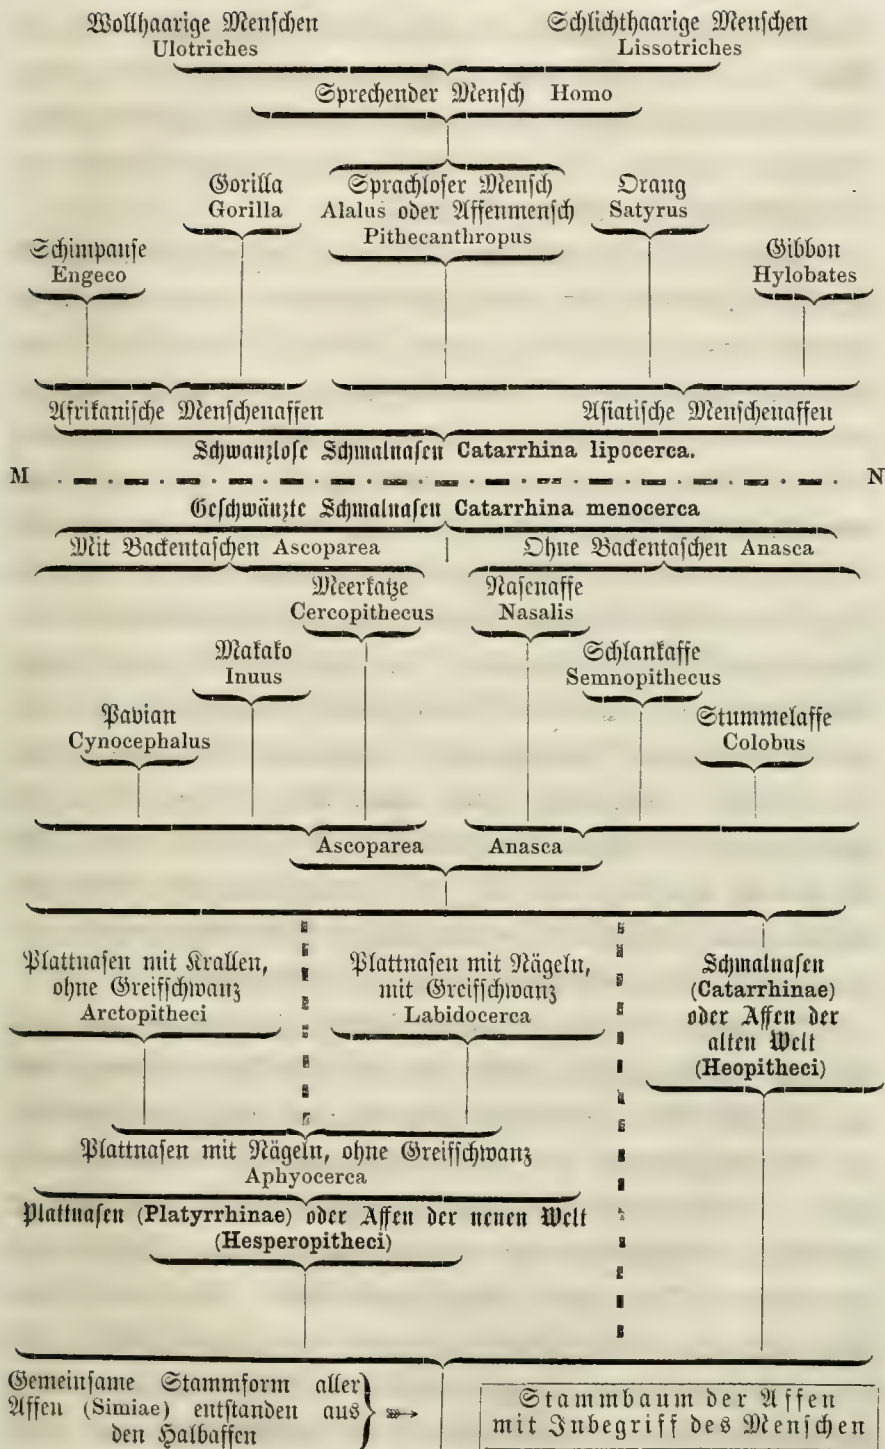 Wollhaarige Menschen
Ulotriches
Schlichthaarige Menschen
Lissotriches
Sprechender Mensch Homo
Gorilla
Gorilla
Sprachloser Mensch
Alalus oder Affenmensch
Pithecanthropus
Orang
Satyrus
Schimpanse
Engeco
Gibbon
Hylobates
Afrikanische Menschenaffen
Asiatische Menschenaffen
Schwanzlose Schmalnasen Catarrhina lipocerca.
M N
Geschwänzte Schmalnasen Catarrhina menocerca
Mit Backentaschen Ascoparea
Ohne Backentaschen Anasca
Meerkatze
Cercopithecus
Nasenaffe
Nasalis
Makako
Inuus
Schlankaffe
Semnopithecus
Pavian
Cynocephalus
Stummelaffe
Colobus
Ascoparea
Anasca
Plattnasen mit Krallen,
ohne Greifschwanz
Arctopitheci
Plattnasen mit Nägeln,
mit Greifschwanz
Labidocerca
Schmalnasen
(Catarrhinae)
oder Affen der
alten Welt
(Heopitheci)
Plattnasen mit Nägeln, ohne Greifschwanz
Aphyocerca
Plattnasen (Platyrrhinae) oder Affen der neuen Welt
(Hesperopitheci)
Gemeinsame Stammform aller
Affen (Simiae) entstanden aus
den Halbaffen
Stammbaum der Affen
mit Inbegriff des Menschen